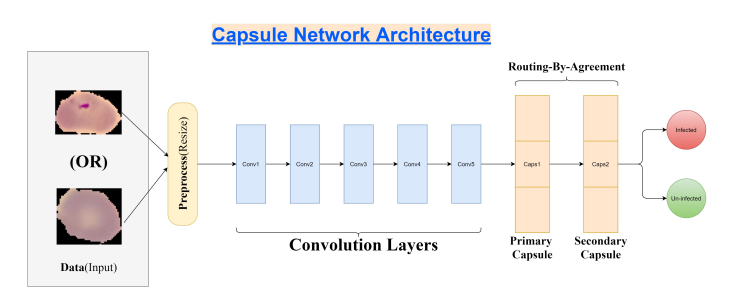 Capsule Network Architecture
Routing-By-Agreement
(OR)
Data(Input)
Preprocess(Resize)
Conv1
Conv2
Conv3
Conv4
Conv5
Convolution Layers
Caps1
Caps2
Primary
Capsule
Secondary
Capsule
Infected
Un-infected